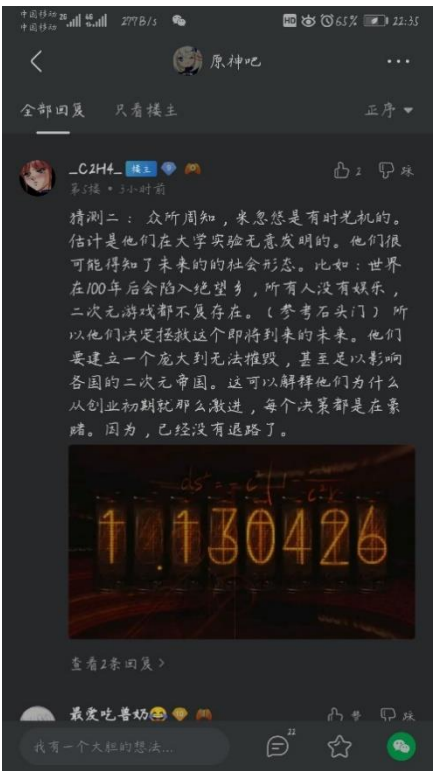 中国移动 26 46 277B/s HD 65% 22:35
中国移动
原神吧
全部回复 只看楼主 正序
_C2H4_ 楼主 2 踩
第5楼 • 3小时前
猜测二：众所周知，米忽悠是有时光机的。
估计是他们在大学实验无意发明的。他们很
可能得知了未来的的社会形态。比如：世界
在100年后会陷入绝望乡，所有人没有娱乐，
二次元游戏都不复存在。（参考石头门）所
以他们决定拯救这个即将到来的未来。他们
要建立一个庞大到无法摧毁，甚至足以影响
各国的二次元帝国。这可以解释他们为什么
从创业初期就那么激进，每个决策都是在豪
赌。因为，已经没有退路了。
1.130426
查看2条回复>
最爱吃兽奶😂 赞 踩
我有一个大胆的想法... 22